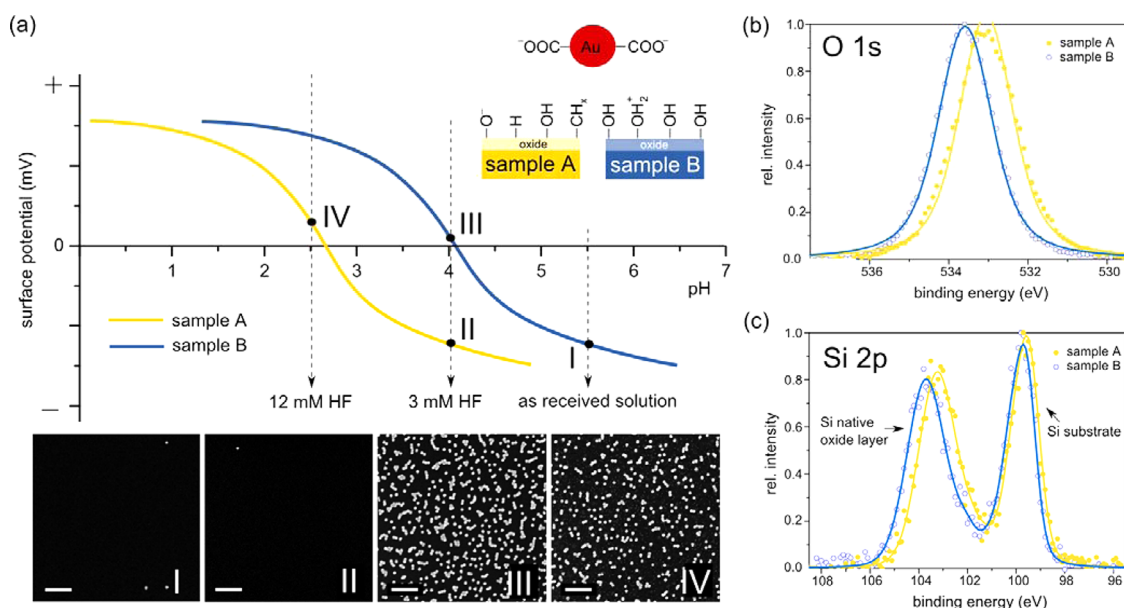 (a)
⁻OOC
Au
COO⁻
+
surface potential (mV)
0
−
O⁻
H
OH
CHₓ
OH
OH₂⁺
OH
OH
oxide
sample A
oxide
sample B
IV
III
II
I
1
2
3
4
5
6
7
pH
sample A
sample B
12 mM HF
3 mM HF
as received solution
I
II
III
IV
(b)
O 1s
sample A
sample B
rel. intensity
1.0
0.8
0.6
0.4
0.2
0.0
536
534
532
530
binding energy (eV)
(c)
Si 2p
sample A
sample B
Si native
oxide layer
Si substrate
rel. intensity
1.0
0.8
0.6
0.4
0.2
0.0
108
106
104
102
100
98
96
binding energy (eV)